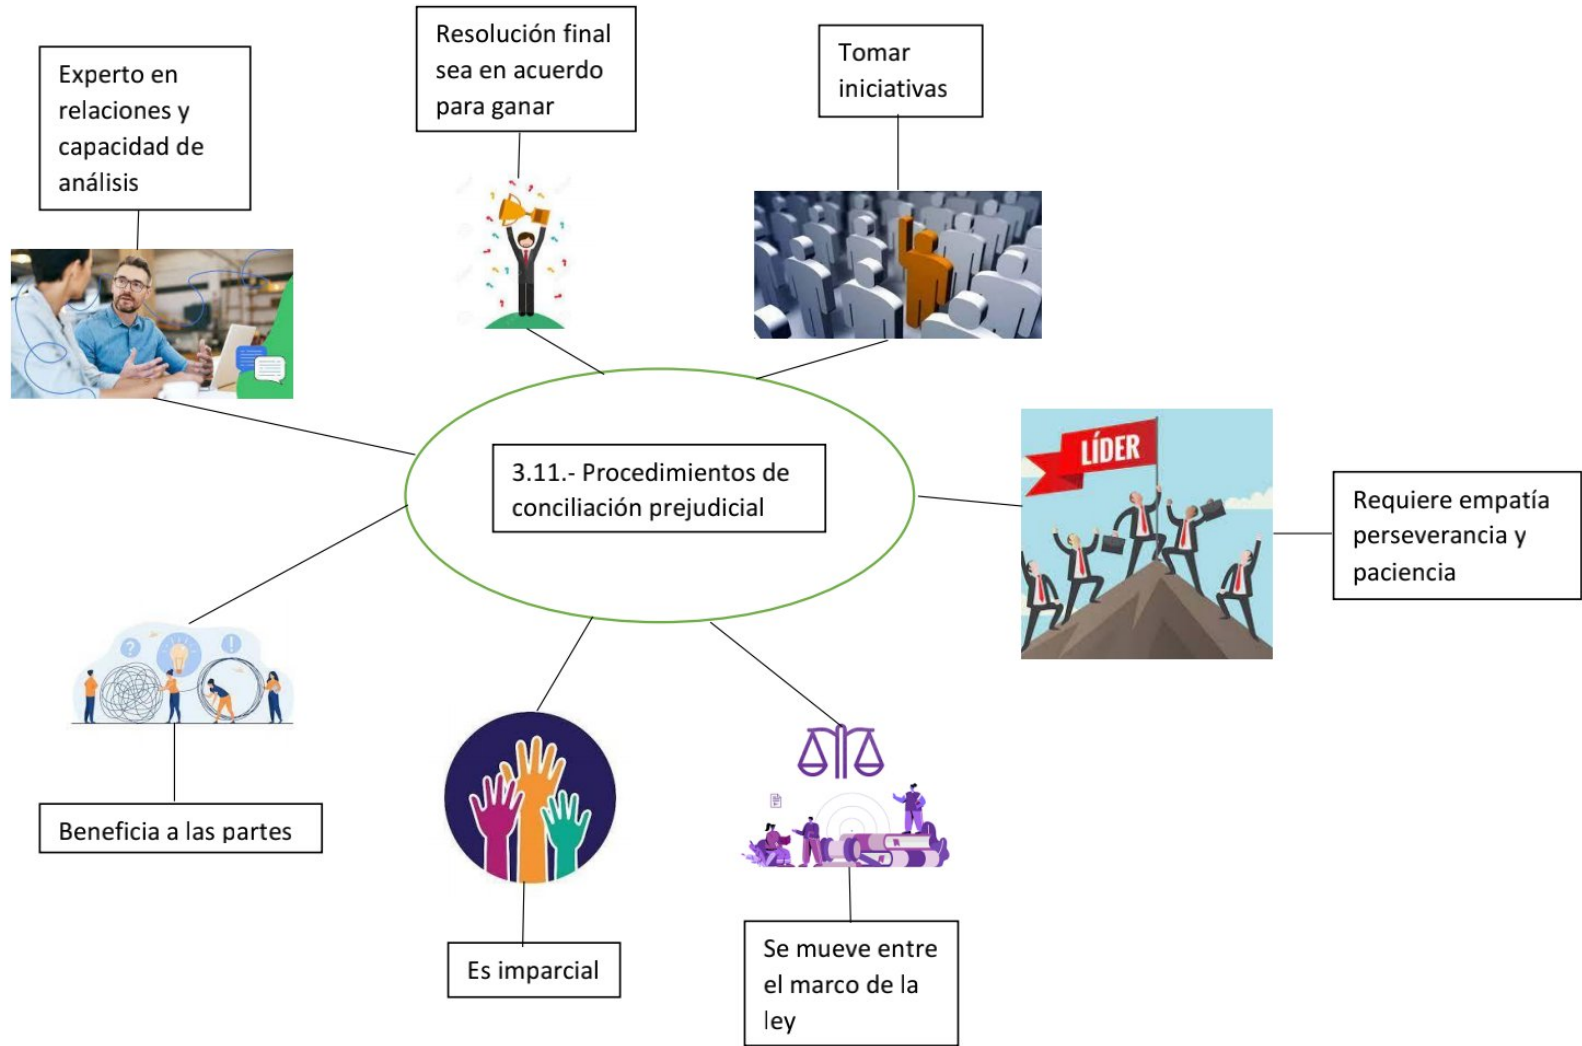 Experto en
relaciones y
capacidad de
análisis
Resolución final
sea en acuerdo
para ganar
Tomar
iniciativas
3.11.- Procedimientos de
conciliación prejudicial
LÍDER
Requiere empatía
perseverancia y
paciencia
?
!
Beneficia a las partes
Es imparcial
Se mueve entre
el marco de la
ley